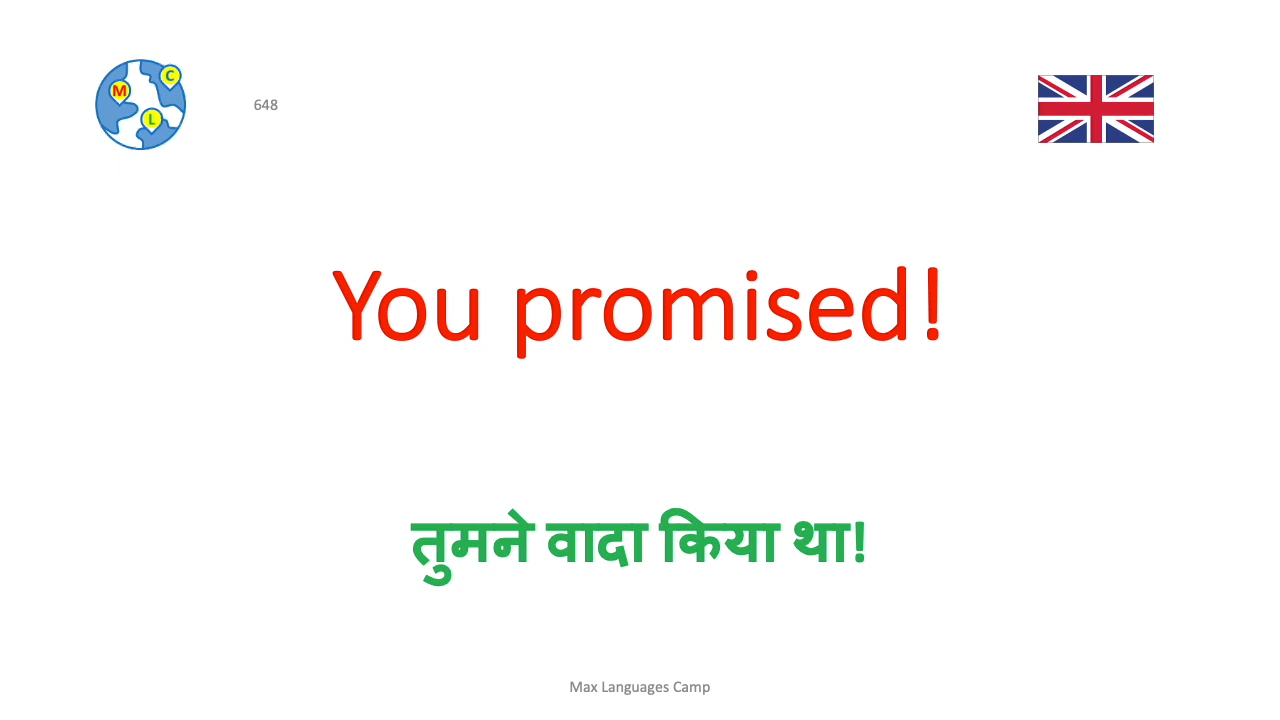 M
C
L
648
You promised!
तुमने वादा किया था!
Max Languages Camp